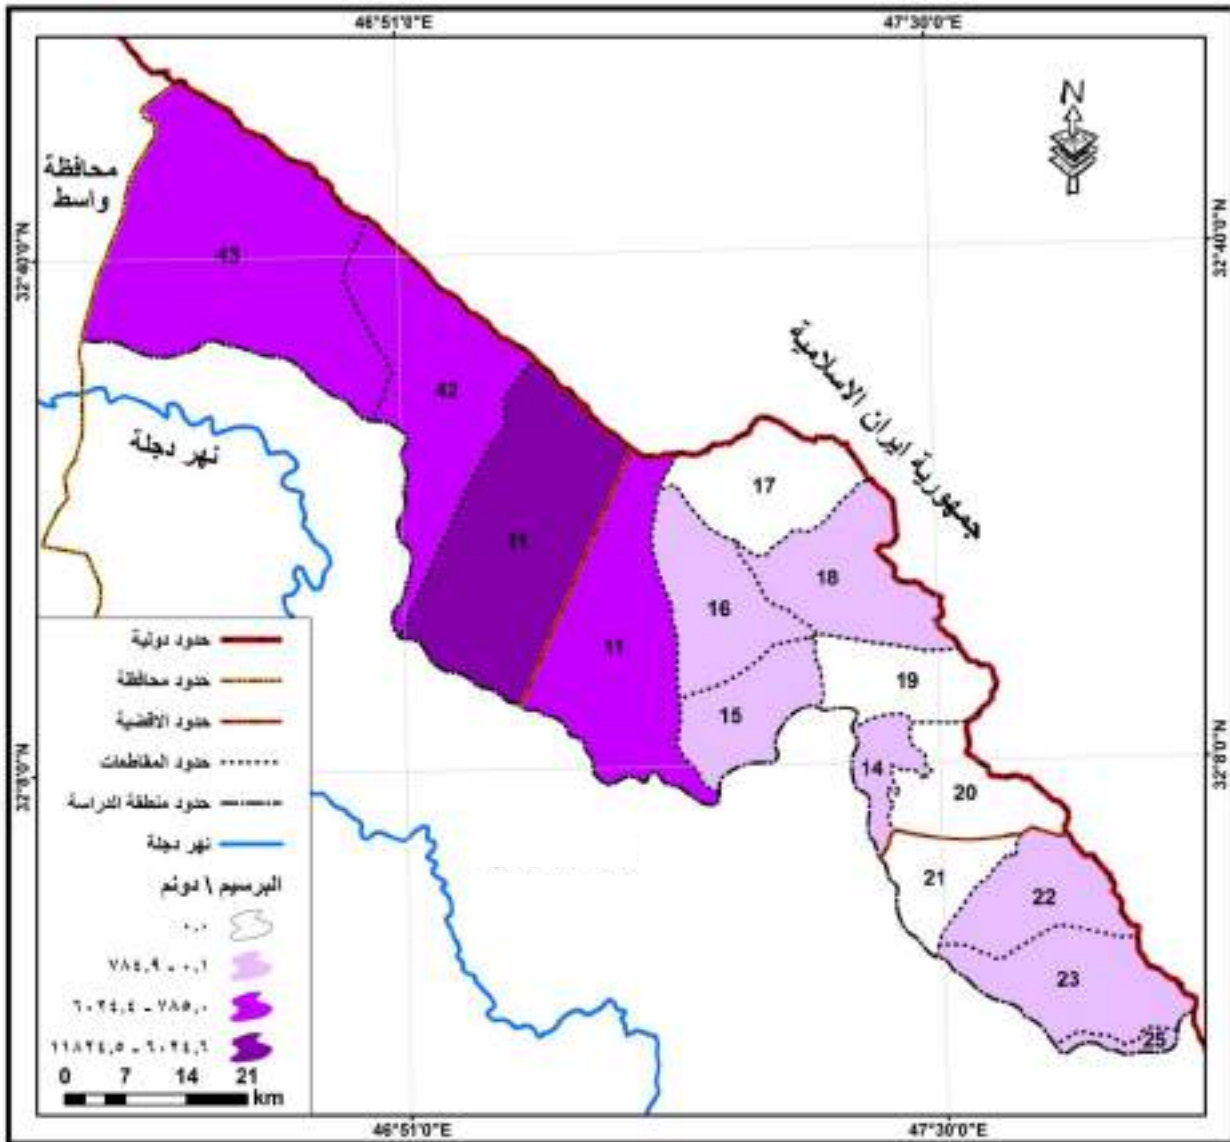 46°51'0"E
47°30'0"E
N
محافظة
واسط
32°40'0"N
32°40'0"N
43
جمهورية ايران الاسلامية
42
نهر دجلة
17
11
18
16
11
19
15
14
20
32°8'0"N
32°8'0"N
21
22
23
25
حدود دولية
حدود محافظة
حدود الاقضية
حدود المقاطعات
حدود منطقة الدراسة
نهر دجلة
البرسيم \ دونم
٠,٠
٠,١ - ٧٨٤,٩
٧٨٥,٠ - ٦٠٢٤,٤
٦٠٢٤,٦ - ١١٨٢٤,٥
0 7 14 21
km
46°51'0"E
47°30'0"E